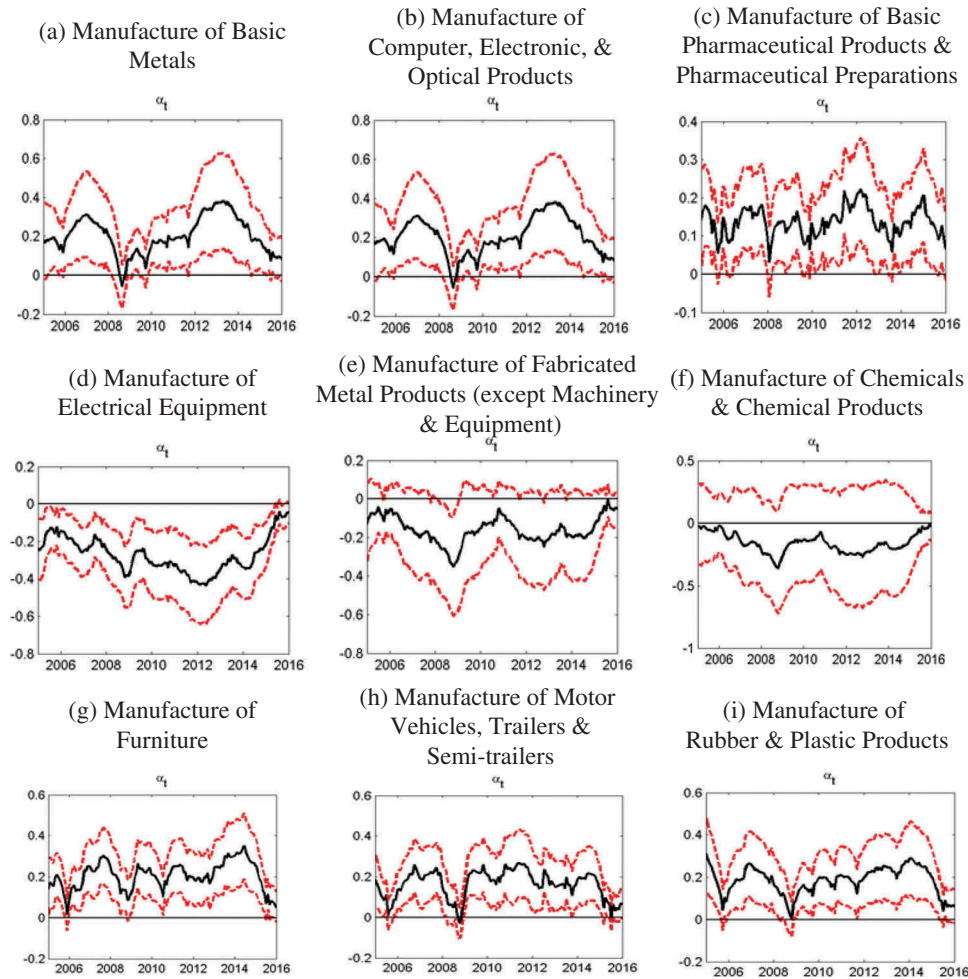 (a) Manufacture of Basic
Metals
αt
0.8
0.6
0.4
0.2
0
-0.2
2006 2008 2010 2012 2014 2016
(b) Manufacture of
Computer, Electronic, &
Optical Products
αt
0.8
0.6
0.4
0.2
0
-0.2
2006 2008 2010 2012 2014 2016
(c) Manufacture of Basic
Pharmaceutical Products &
Pharmaceutical Preparations
αt
0.4
0.3
0.2
0.1
0
-0.1
2006 2008 2010 2012 2014 2016
(d) Manufacture of
Electrical Equipment
αt
0.2
0
-0.2
-0.4
-0.6
-0.8
2006 2008 2010 2012 2014 2016
(e) Manufacture of Fabricated
Metal Products (except Machinery
& Equipment)
αt
0.2
0
-0.2
-0.4
-0.6
-0.8
2006 2008 2010 2012 2014 2016
(f) Manufacture of Chemicals
& Chemical Products
αt
0.5
0
-0.5
-1
2006 2008 2010 2012 2014 2016
(g) Manufacture of
Furniture
αt
0.6
0.4
0.2
0
-0.2
2006 2008 2010 2012 2014 2016
(h) Manufacture of Motor
Vehicles, Trailers &
Semi-trailers
αt
0.6
0.4
0.2
0
-0.2
2006 2008 2010 2012 2014 2016
(i) Manufacture of
Rubber & Plastic Products
αt
0.6
0.4
0.2
0
-0.2
2006 2008 2010 2012 2014 2016